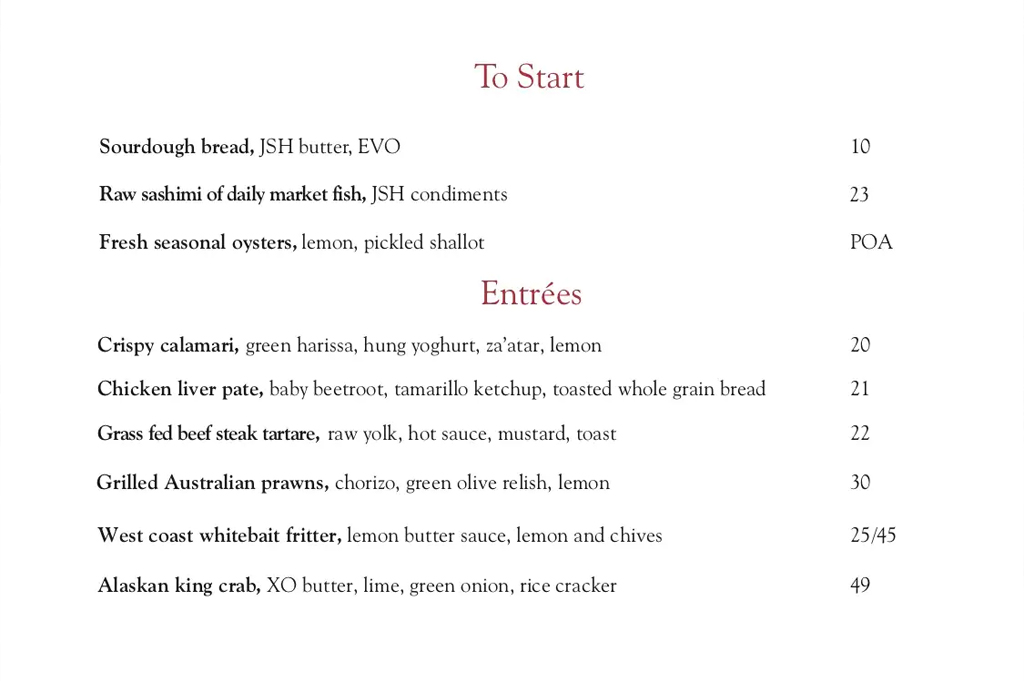 To Start
Sourdough bread, JSH butter, EVO 10
Raw sashimi of daily market fish, JSH condiments 23
Fresh seasonal oysters, lemon, pickled shallot POA
Entrées
Crispy calamari, green harissa, hung yoghurt, za'atar, lemon 20
Chicken liver pate, baby beetroot, tamarillo ketchup, toasted whole grain bread 21
Grass fed beef steak tartare, raw yolk, hot sauce, mustard, toast 22
Grilled Australian prawns, chorizo, green olive relish, lemon 30
West coast whitebait fritter, lemon butter sauce, lemon and chives 25/45
Alaskan king crab, XO butter, lime, green onion, rice cracker 49